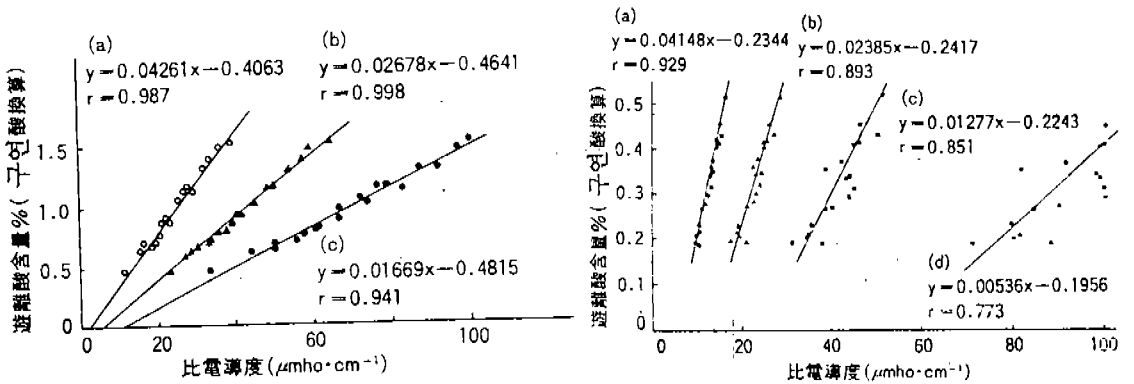 (a)
y=0.04261x-0.4063
r=0.987
(b)
y=0.02678x-0.4641
r=0.998
(c)
y=0.01669x-0.4815
r=0.941
遊離酸含量%(구연酸換算)
1.5
1.0
0.5
0
0 20 40 60 80 100
比電導度(μmho·cm⁻¹)
(a)
y=0.04148x-0.2344
r=0.929
(b)
y=0.02385x-0.2417
r=0.893
(c)
y=0.01277x-0.2243
r=0.851
(d)
y=0.00536x-0.1956
r=0.773
遊離酸含量%(구연酸換算)
0.5
0.4
0.3
0.2
0.1
0
0 20 40 60 80 100
比電導度(μmho·cm⁻¹)